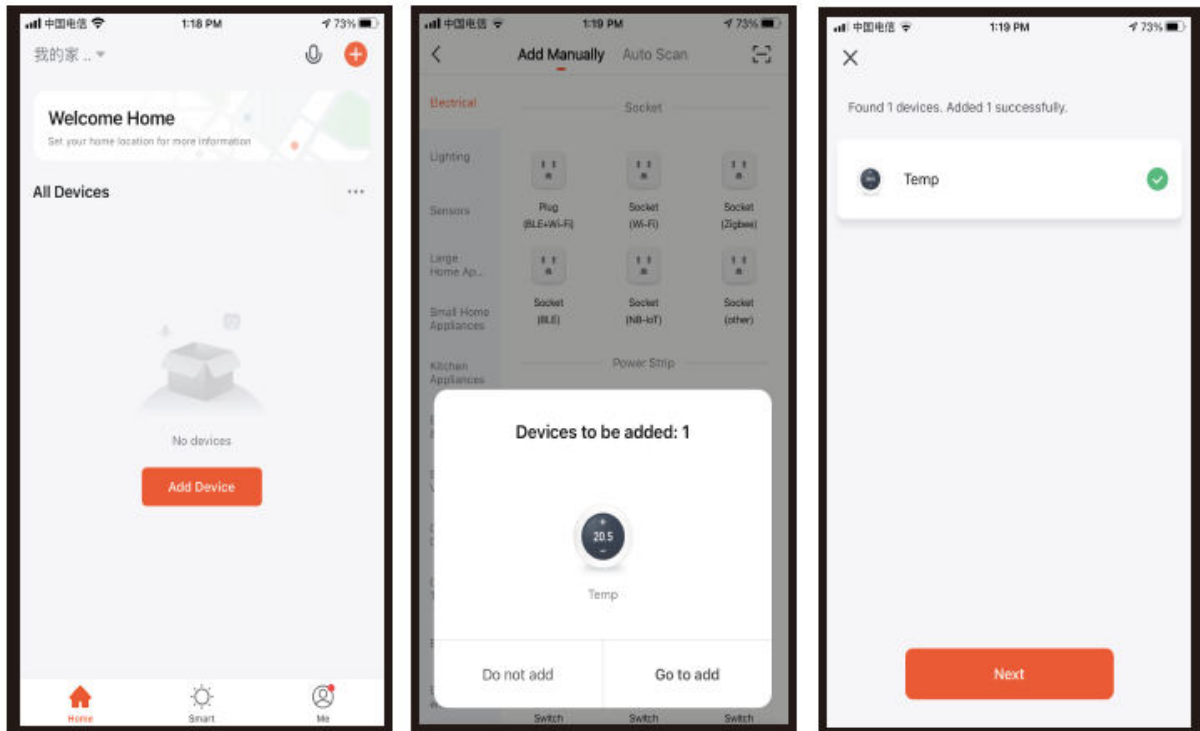 中国电信
1:18 PM
73%
我的家 ..
Welcome Home
Set your home location for more information
All Devices
No devices
Add Device
Home
Smart
Me
中国电信
1:19 PM
73%
Add Manually
Auto Scan
Electrical
Socket
Lighting
Plug
(BLE+Wi-Fi)
Socket
(Wi-Fi)
Socket
(Zigbee)
Sensors
Large
Home Ap...
Socket
(BLE)
Socket
(NB-IoT)
Socket
(other)
Small Home
Appliances
Power Strip
Kitchen
Appliances
Devices to be added: 1
20.5
Temp
Do not add
Go to add
Switch
Switch
Switch
中国电信
1:19 PM
73%
Found 1 devices. Added 1 successfully.
Temp
Next